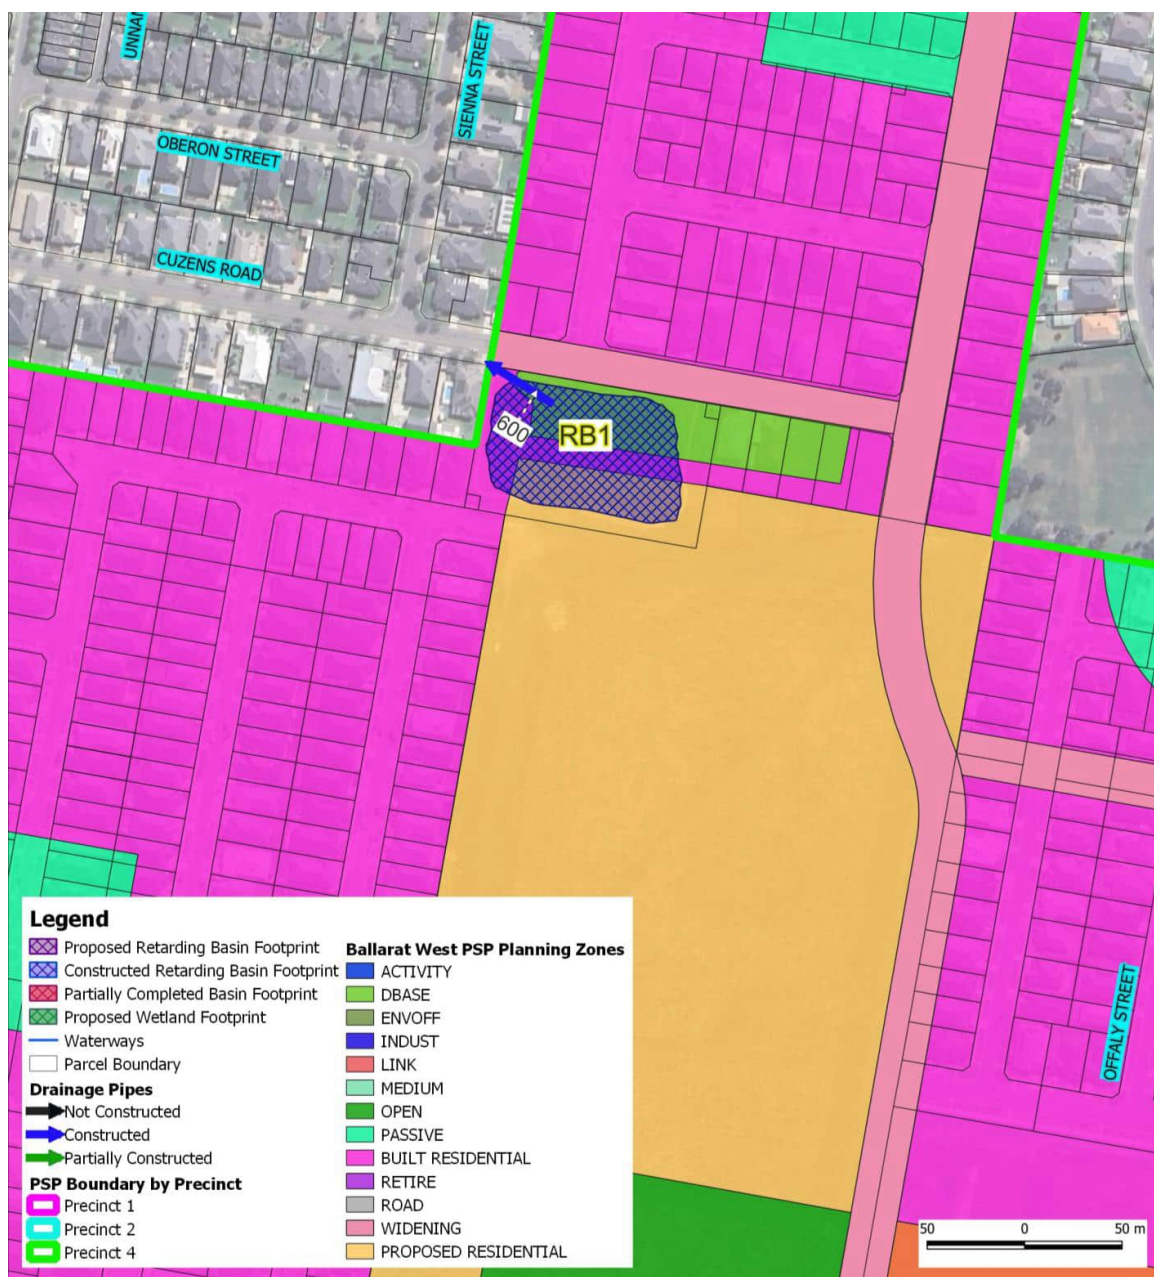 UNNAM
SIENNA STREET
OBERON STREET
CUZENS ROAD
600
RB1
OFFALY STREET
Legend
Proposed Retarding Basin Footprint
Constructed Retarding Basin Footprint
Partially Completed Basin Footprint
Proposed Wetland Footprint
Waterways
Parcel Boundary
Drainage Pipes
Not Constructed
Constructed
Partially Constructed
PSP Boundary by Precinct
Precinct 1
Precinct 2
Precinct 4
Ballarat West PSP Planning Zones
ACTIVITY
DBASE
ENVOFF
INDUST
LINK
MEDIUM
OPEN
PASSIVE
BUILT RESIDENTIAL
RETIRE
ROAD
WIDENING
PROPOSED RESIDENTIAL
50 0 50 m